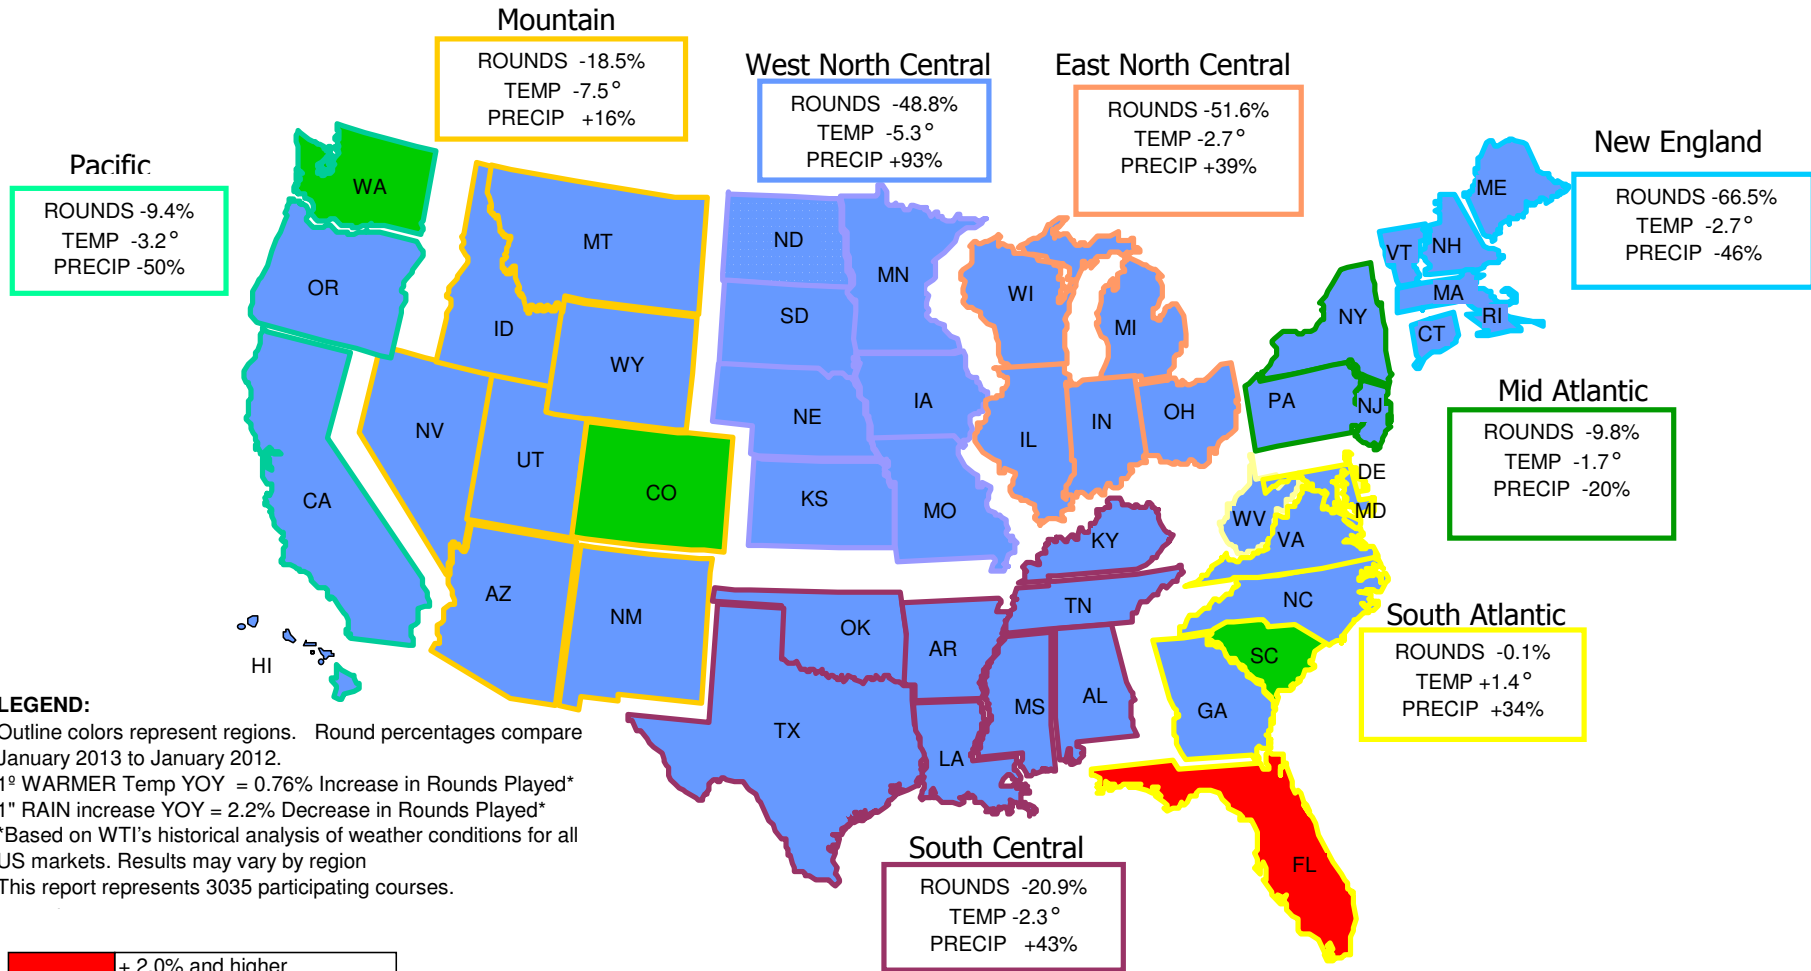 Mountain
ROUNDS -18.5%
TEMP -7.5°
PRECIP +16%
West North Central
ROUNDS -48.8%
TEMP -5.3°
PRECIP +93%
East North Central
ROUNDS -51.6%
TEMP -2.7°
PRECIP +39%
New England
ROUNDS -66.5%
TEMP -2.7°
PRECIP -46%
Pacific
ROUNDS -9.4%
TEMP -3.2°
PRECIP -50%
WA
OR
CA
HI
MT
ID
WY
NV
UT
CO
AZ
NM
ND
MN
SD
IA
NE
KS
MO
WI
MI
IL
IN
OH
ME
VT
NH
MA
RI
CT
NY
PA
NJ
Mid Atlantic
ROUNDS -9.8%
TEMP -1.7°
PRECIP -20%
DE
MD
WV
VA
NC
SC
GA
FL
South Atlantic
ROUNDS -0.1%
TEMP +1.4°
PRECIP +34%
KY
TN
OK
AR
TX
LA
MS
AL
South Central
ROUNDS -20.9%
TEMP -2.3°
PRECIP +43%
LEGEND:
Outline colors represent regions. Round percentages compare
January 2013 to January 2012.
1º WARMER Temp YOY = 0.76% Increase in Rounds Played*
1" RAIN increase YOY = 2.2% Decrease in Rounds Played*
*Based on WTI's historical analysis of weather conditions for all
US markets. Results may vary by region
This report represents 3035 participating courses.
+ 2.0% and higher